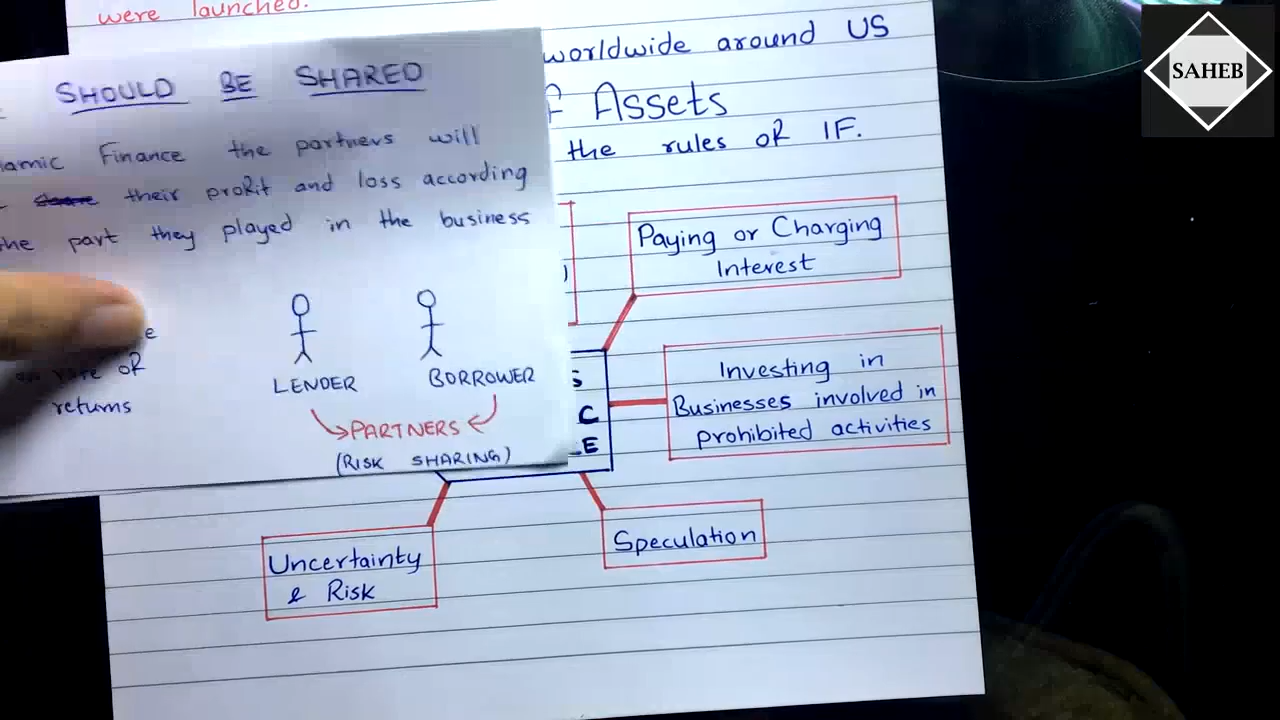 were launched.
worldwide around US
SHOULD BE SHARED
Assets
Finance the partners will
the rules of IF.
their profit and loss according
the part they played in the business
Paying or Charging
Interest
of
returns
LENDER
BORROWER
PARTNERS
(RISK SHARING)
Investing in
Businesses involved in
prohibited activities
Uncertainty
& Risk
Speculation
SAHEB